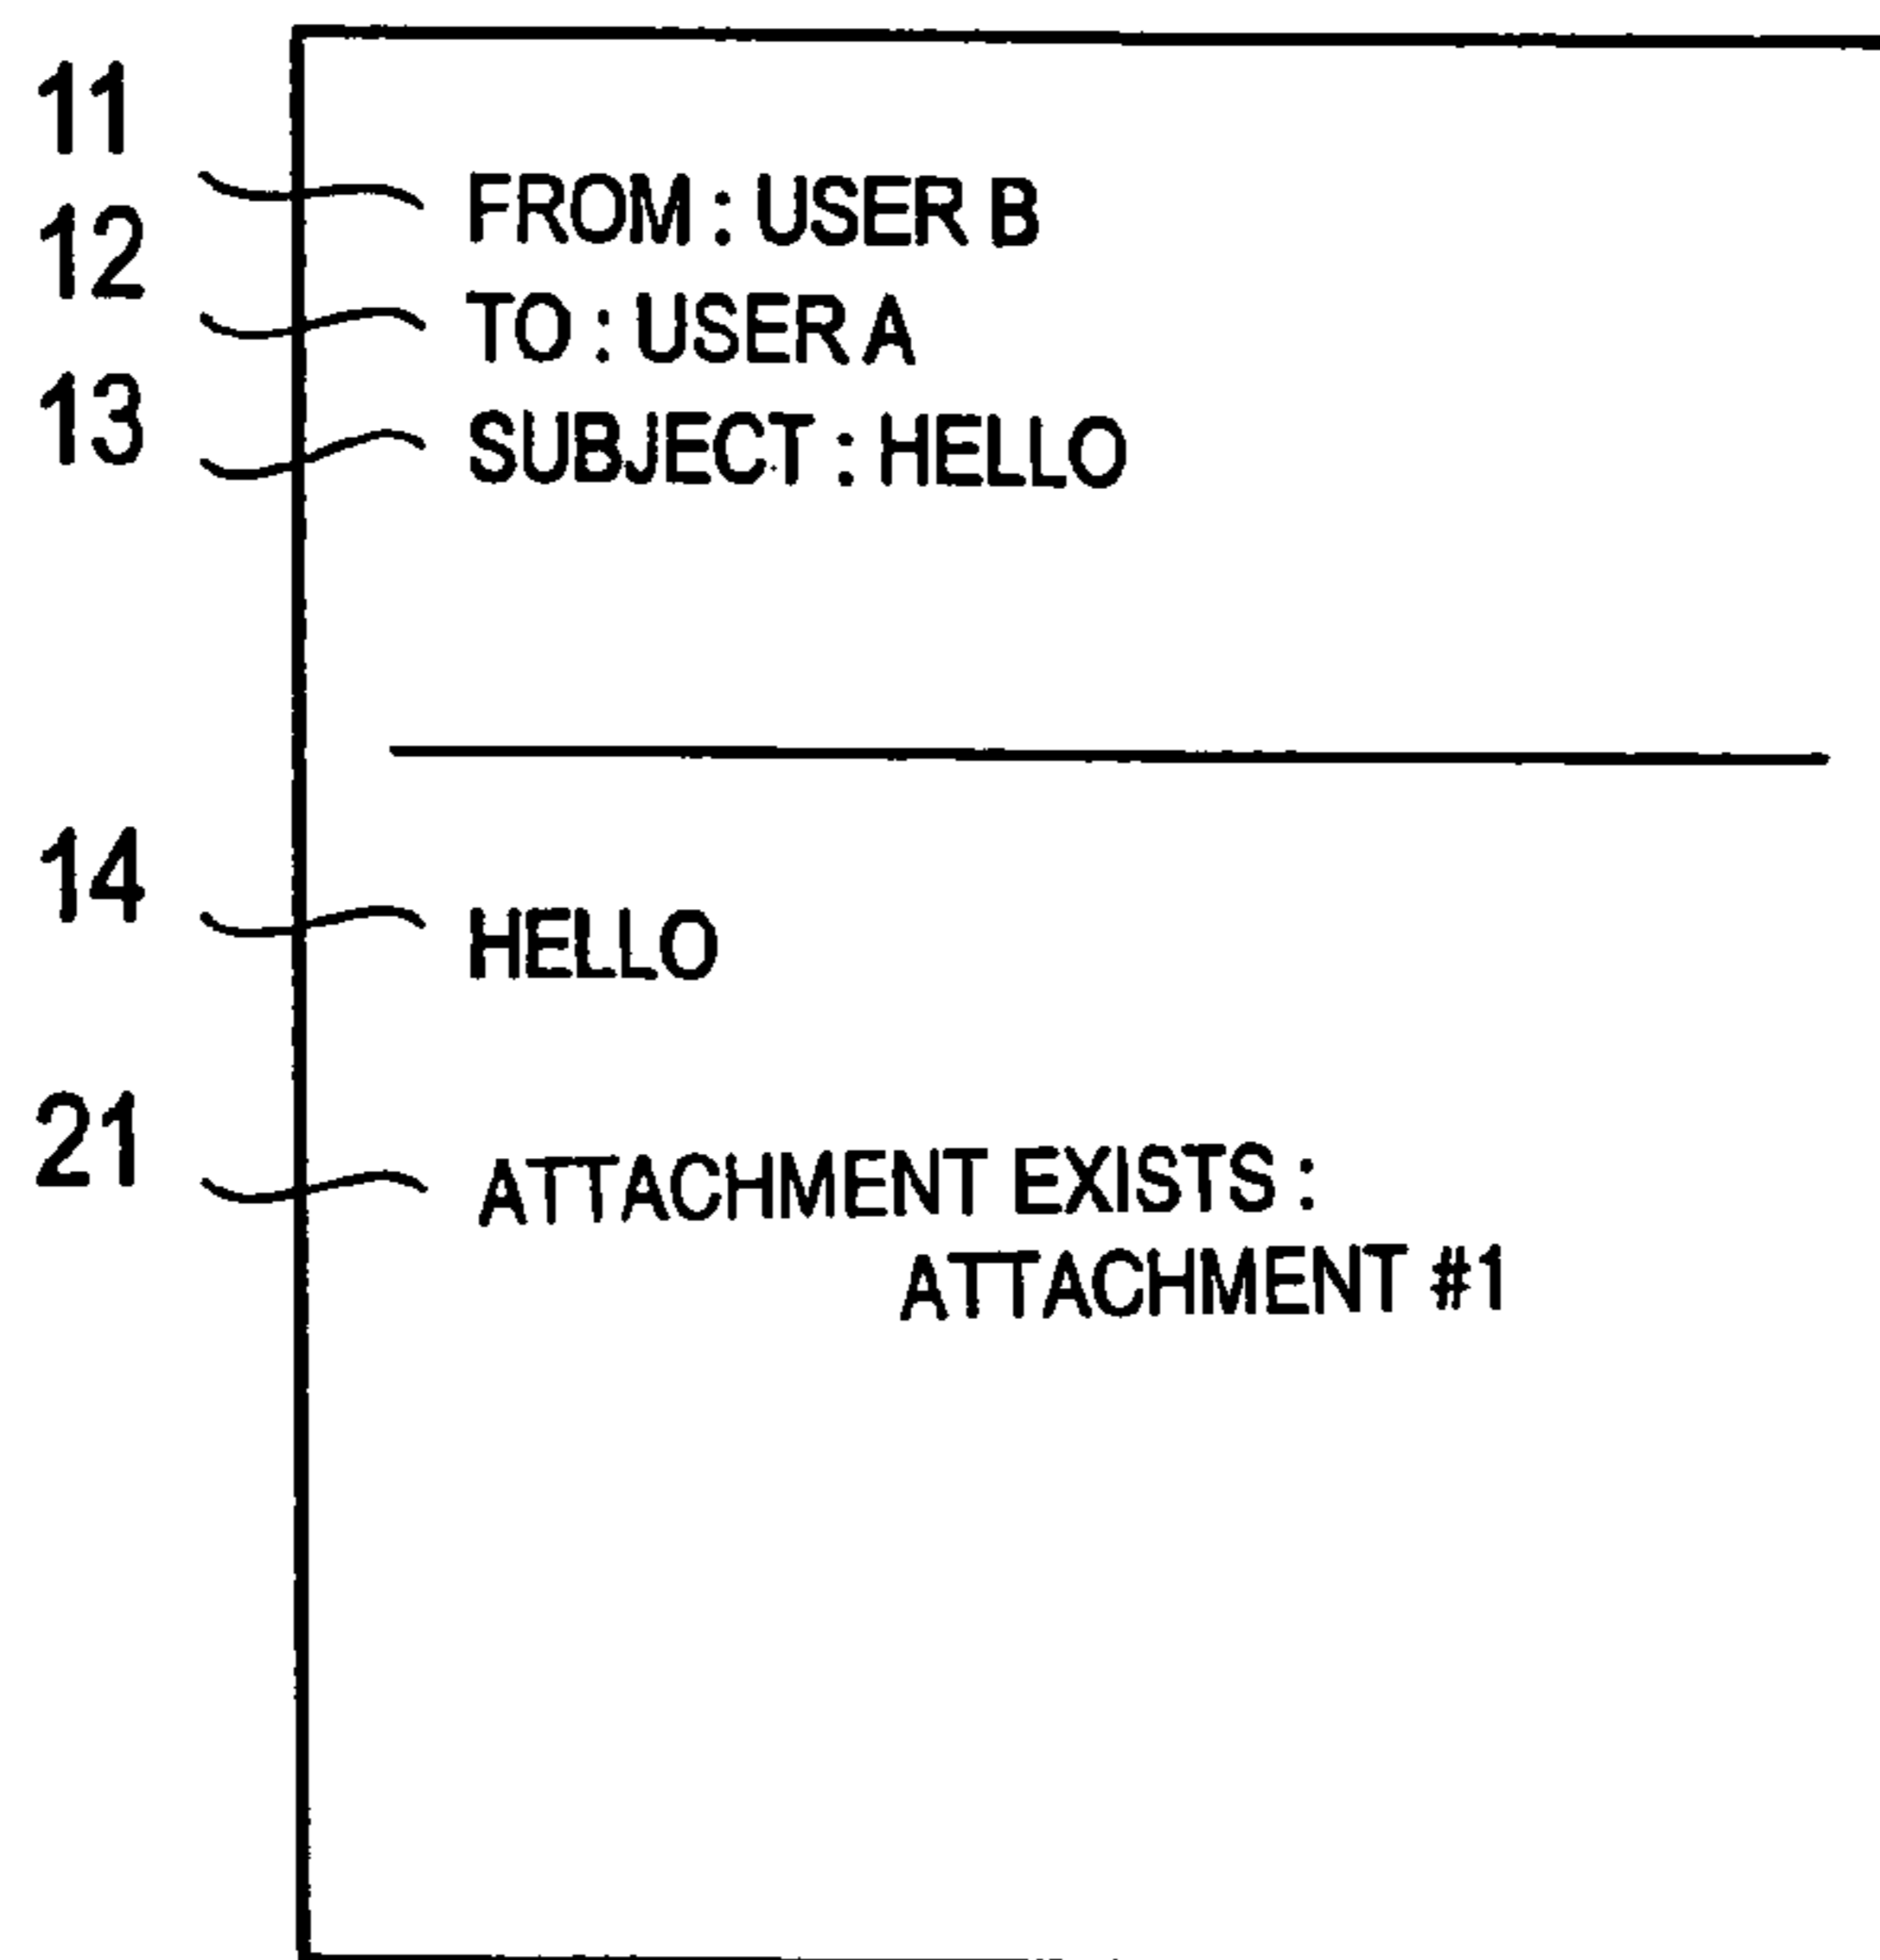 11 FROM : USER B
12 TO : USER A
13 SUBJECT : HELLO
14 HELLO
21 ATTACHMENT EXISTS :
ATTACHMENT #1